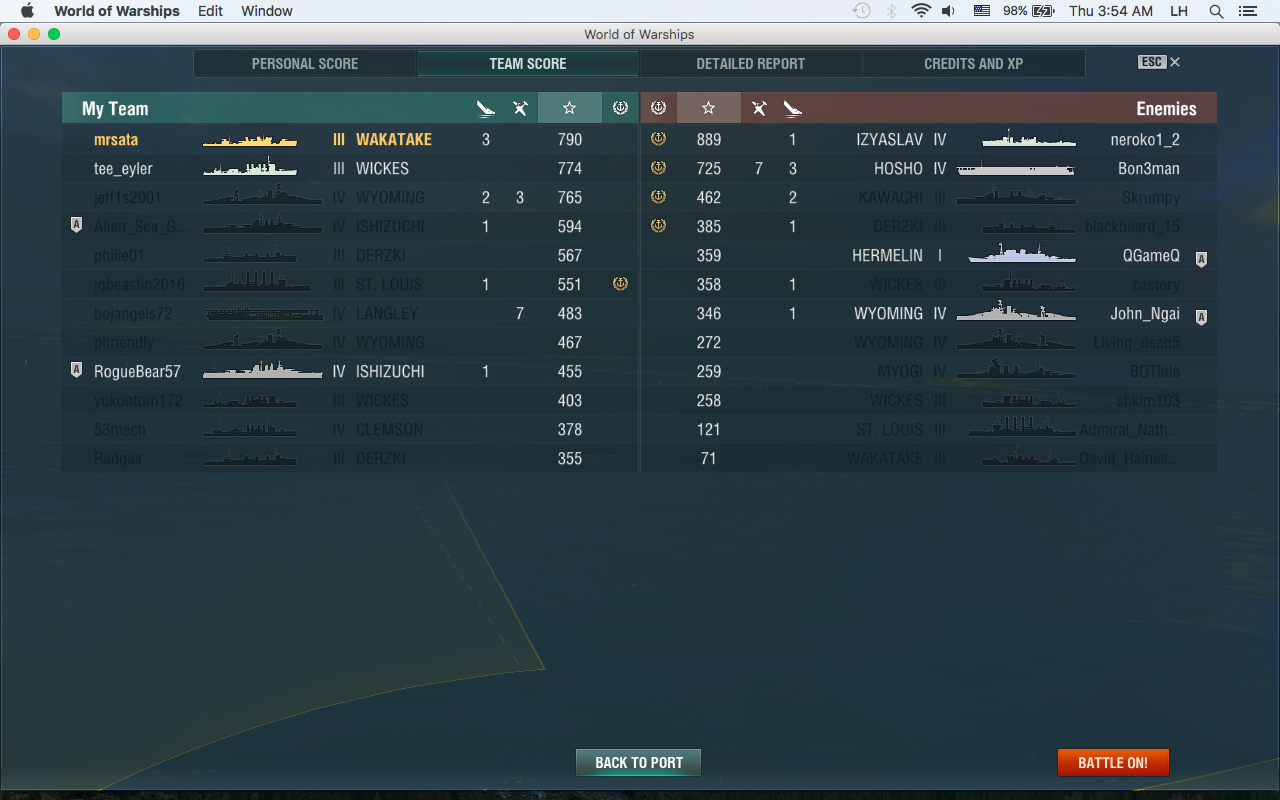 World of Warships Edit Window 98% Thu 3:54 AM LH
World of Warships
PERSONAL SCORE TEAM SCORE DETAILED REPORT CREDITS AND XP ESC
My Team Enemies
mrsata III WAKATAKE 3 790 889 1 IZYASLAV IV neroko1_2
tee_eyler III WICKES 774 725 7 3 HOSHO IV Bon3man
jeff1s2001 IV WYOMING 2 3 765 462 2 KAWACHI III Skrumpy
A Alien_Sea_G... IV ISHIZUCHI 1 594 385 1 DERZKI III blackbeard_15
philie01 III DERZKI 567 359 HERMELIN I QGameQ A
jqbeastin2016 III ST. LOUIS 1 551 358 1 WICKES III castory
bojangels72 IV LANGLEY 7 483 346 1 WYOMING IV John_Ngai A
phriendly IV WYOMING 467 272 WYOMING IV Living_dead5
A RogueBear57 IV ISHIZUCHI 1 455 259 MYOGI IV BOTlitle
yukontom172 III WICKES 403 258 WICKES III shkim103
53mech IV CLEMSON 378 121 ST. LOUIS III Admiral_Nath...
Radgas III DERZKI 355 71 WAKATAKE III David_Haines...
BACK TO PORT BATTLE ON!